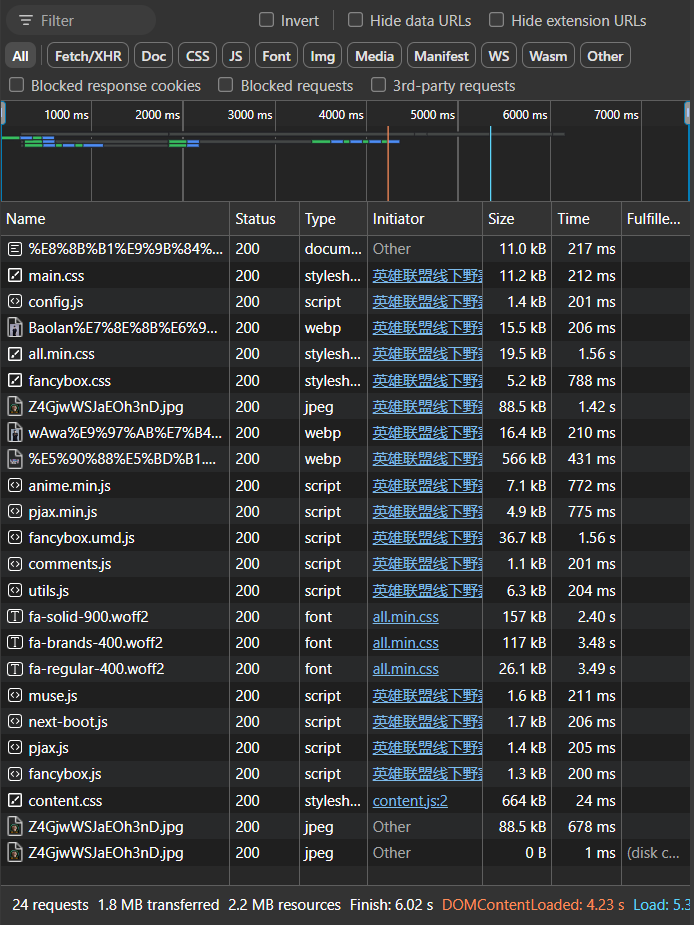 Filter Invert Hide data URLs Hide extension URLs
All Fetch/XHR Doc CSS JS Font Img Media Manifest WS Wasm Other
Blocked response cookies Blocked requests 3rd-party requests
1000 ms 2000 ms 3000 ms 4000 ms 5000 ms 6000 ms 7000 ms
Name Status Type Initiator Size Time Fulfille...
%E8%8B%B1%E9%9B%84%... 200 docum... Other 11.0 kB 217 ms
main.css 200 stylesh... 英雄联盟线下野 11.2 kB 212 ms
config.js 200 script 英雄联盟线下野 1.4 kB 201 ms
Baolan%E7%8E%8B%E6%9... 200 webp 英雄联盟线下野 15.5 kB 206 ms
all.min.css 200 stylesh... 英雄联盟线下野 19.5 kB 1.56 s
fancybox.css 200 stylesh... 英雄联盟线下野 5.2 kB 788 ms
Z4GjwWSJaEOh3nD.jpg 200 jpeg 英雄联盟线下野 88.5 kB 1.42 s
wAwa%E9%97%AB%E7%B4... 200 webp 英雄联盟线下野 16.4 kB 210 ms
%E5%90%88%E5%BD%B1.... 200 webp 英雄联盟线下野 566 kB 431 ms
anime.min.js 200 script 英雄联盟线下野 7.1 kB 772 ms
pjax.min.js 200 script 英雄联盟线下野 4.9 kB 775 ms
fancybox.umd.js 200 script 英雄联盟线下野 36.7 kB 1.56 s
comments.js 200 script 英雄联盟线下野 1.1 kB 201 ms
utils.js 200 script 英雄联盟线下野 6.3 kB 204 ms
fa-solid-900.woff2 200 font all.min.css 157 kB 2.40 s
fa-brands-400.woff2 200 font all.min.css 117 kB 3.48 s
fa-regular-400.woff2 200 font all.min.css 26.1 kB 3.49 s
muse.js 200 script 英雄联盟线下野 1.6 kB 211 ms
next-boot.js 200 script 英雄联盟线下野 1.7 kB 206 ms
pjax.js 200 script 英雄联盟线下野 1.4 kB 205 ms
fancybox.js 200 script 英雄联盟线下野 1.3 kB 200 ms
content.css 200 stylesh... content.js:2 664 kB 24 ms
Z4GjwWSJaEOh3nD.jpg 200 jpeg Other 88.5 kB 678 ms
Z4GjwWSJaEOh3nD.jpg 200 jpeg Other 0 B 1 ms (disk c...
24 requests 1.8 MB transferred 2.2 MB resources Finish: 6.02 s DOMContentLoaded: 4.23 s Load: 5.3